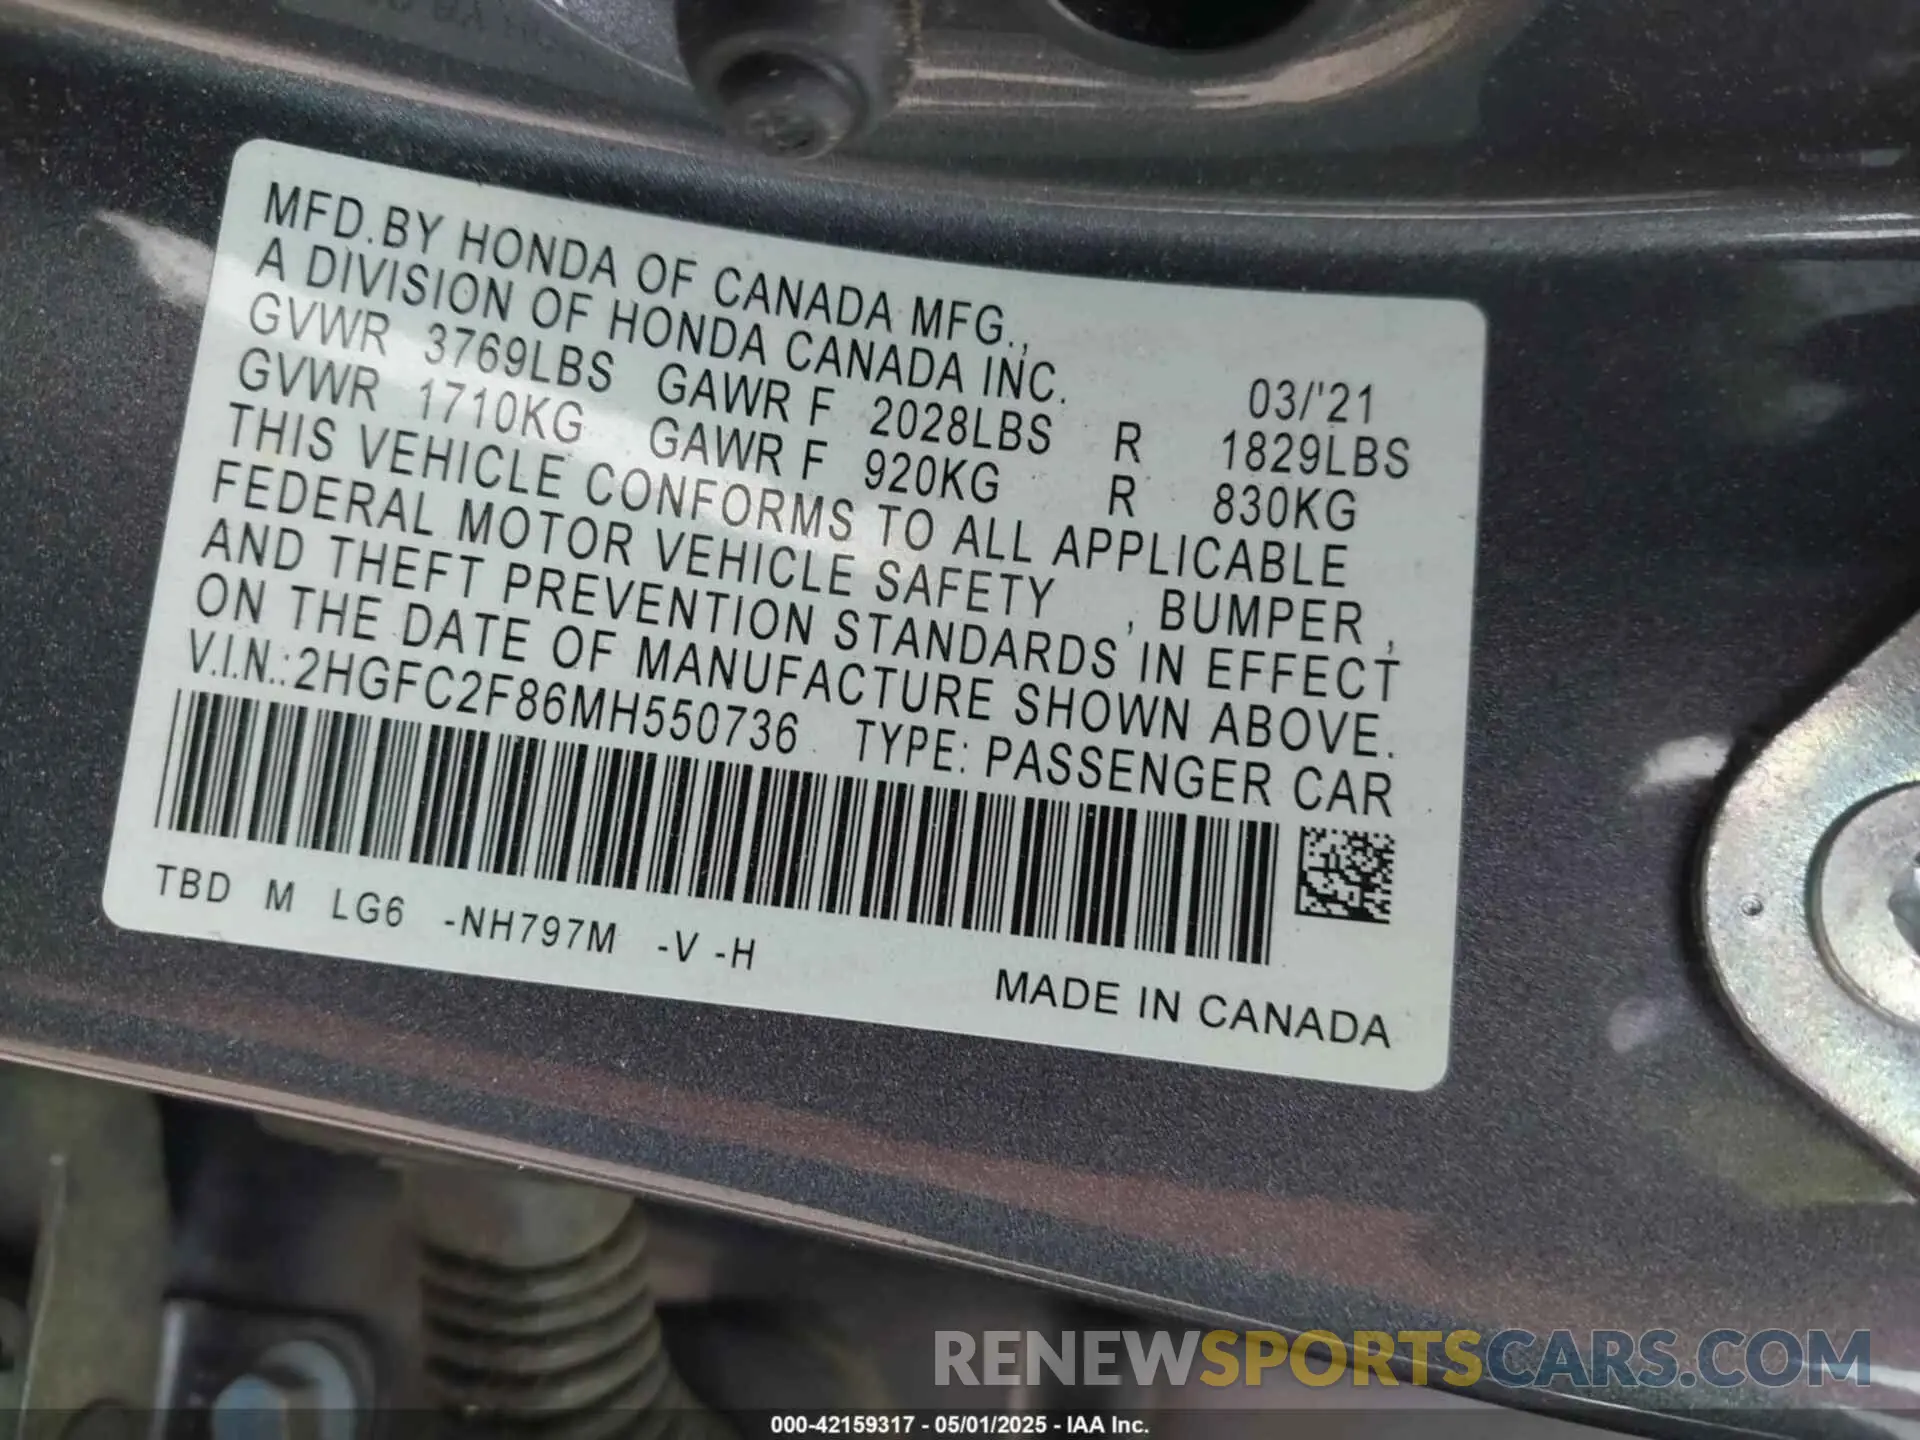 MFD.BY HONDA OF CANADA MFG.,
A DIVISION OF HONDA CANADA INC. 03/'21
GVWR 3769LBS GAWR F 2028LBS R 1829LBS
GVWR 1710KG GAWR F 920KG R 830KG
THIS VEHICLE CONFORMS TO ALL APPLICABLE
FEDERAL MOTOR VEHICLE SAFETY , BUMPER ,
AND THEFT PREVENTION STANDARDS IN EFFECT
ON THE DATE OF MANUFACTURE SHOWN ABOVE.
V.I.N.:2HGFC2F86MH550736 TYPE: PASSENGER CAR
TBD M LG6 -NH797M -V -H
MADE IN CANADA
RENEWSPORTSCARS.COM
000-42159317 - 05/01/2025 - IAA Inc.